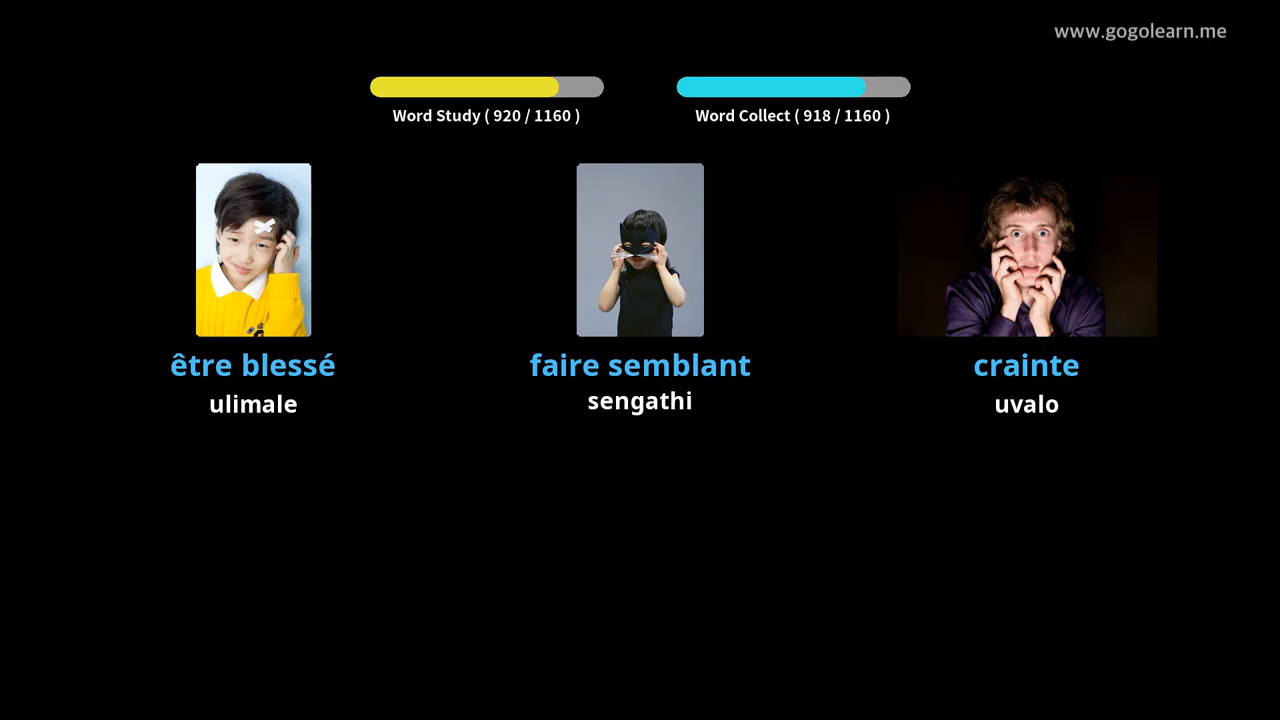 www.gogolearn.me
Word Study ( 920 / 1160 )
Word Collect ( 918 / 1160 )
être blessé
ulimale
faire semblant
sengathi
crainte
uvalo